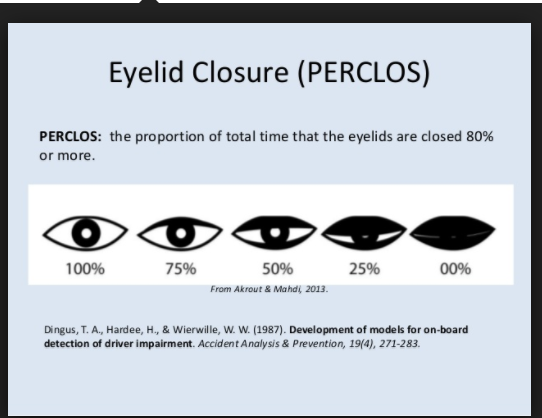 Eyelid Closure (PERCLOS)
PERCLOS: the proportion of total time that the eyelids are closed 80%
or more.
100% 75% 50% 25% 00%
From Akrout & Mahdi, 2013.
Dingus, T. A., Hardee, H., & Wierwille, W. W. (1987). Development of models for on-board
detection of driver impairment. Accident Analysis & Prevention, 19(4), 271-283.